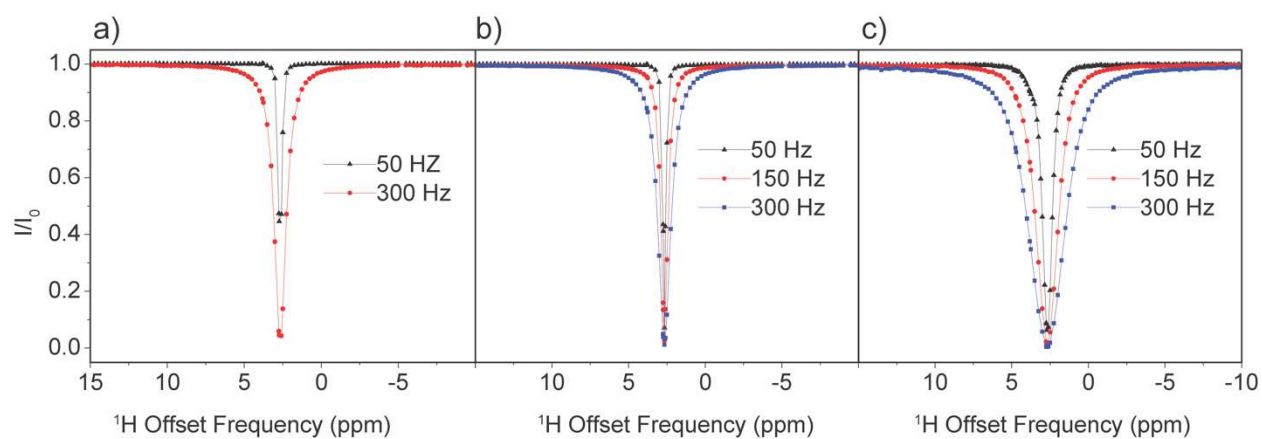 a)
b)
c)
1.0
0.8
0.6
0.4
0.2
0.0
I/I0
50 HZ
300 Hz
50 Hz
150 Hz
300 Hz
50 Hz
150 Hz
300 Hz
15 10 5 0 -5
10 5 0 -5
10 5 0 -5 -10
¹H Offset Frequency (ppm)
¹H Offset Frequency (ppm)
¹H Offset Frequency (ppm)